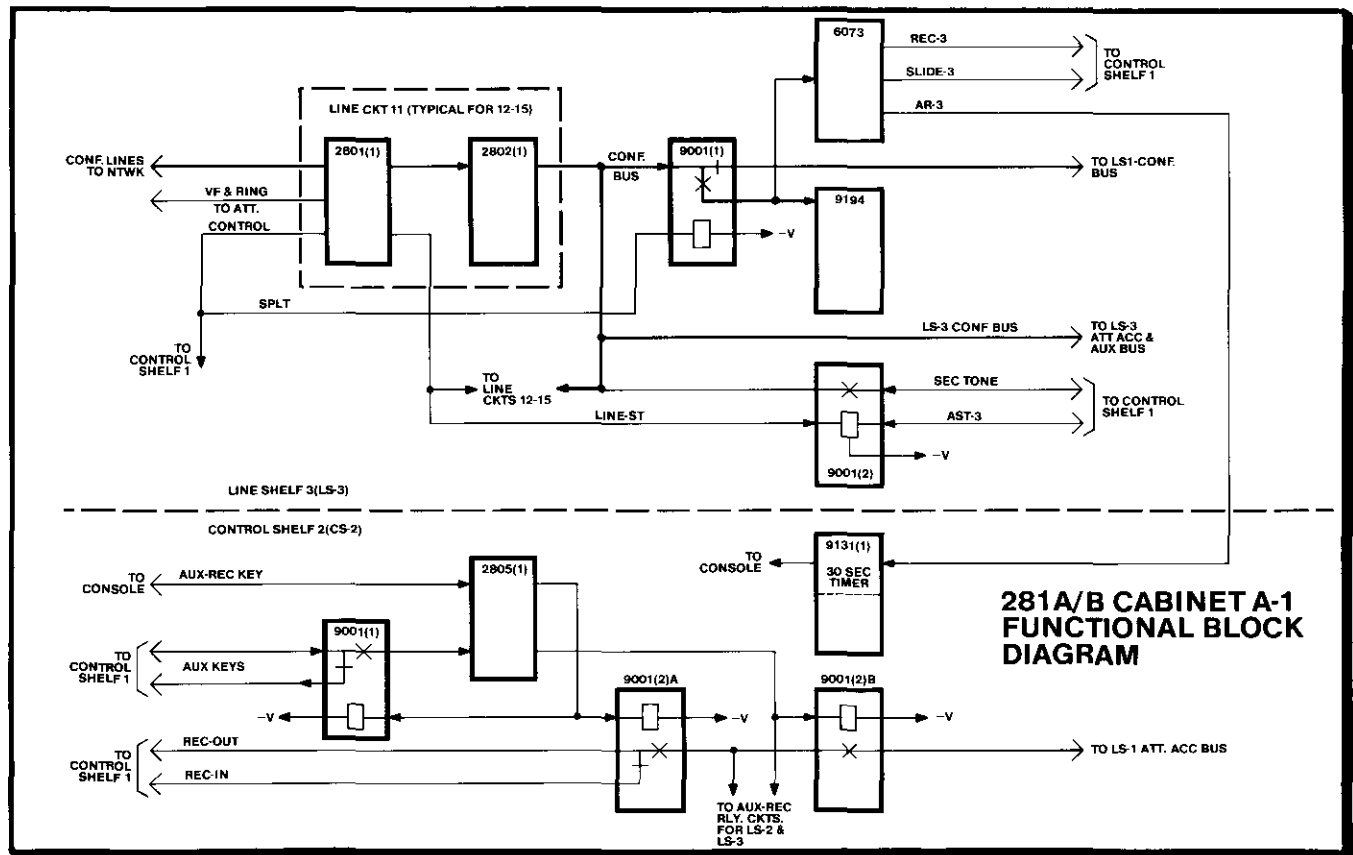 6073
REC-3
SLIDE-3
AR-3
TO
CONTROL
SHELF 1
LINE CKT 11 (TYPICAL FOR 12-15)
2801(1)
2802(1)
CONF. LINES
TO NTWK
VF & RING
TO ATT.
CONTROL
CONF.
BUS
9001(1)
TO LS1-CONF.
BUS
9194
−V
SPLT
TO
CONTROL
SHELF 1
LS-3 CONF BUS
TO LS-3
ATT ACC &
AUX BUS
TO
LINE
CKTS 12-15
SEC TONE
TO CONTROL
SHELF 1
LINE-ST
AST-3
−V
9001(2)
LINE SHELF 3(LS-3)
CONTROL SHELF 2(CS-2)
TO
CONSOLE
AUX-REC KEY
2805(1)
TO
CONSOLE
9131(1)
30 SEC
TIMER
281A/B CABINET A-1
FUNCTIONAL BLOCK
DIAGRAM
9001(1)
TO
CONTROL
SHELF 1
AUX KEYS
9001(2)A
9001(2)B
−V
−V
−V
TO
CONTROL
SHELF 1
REC-OUT
REC-IN
TO LS-1 ATT. ACC BUS
TO AUX-REC
RLY. CKTS.
FOR LS-2 &
LS-3